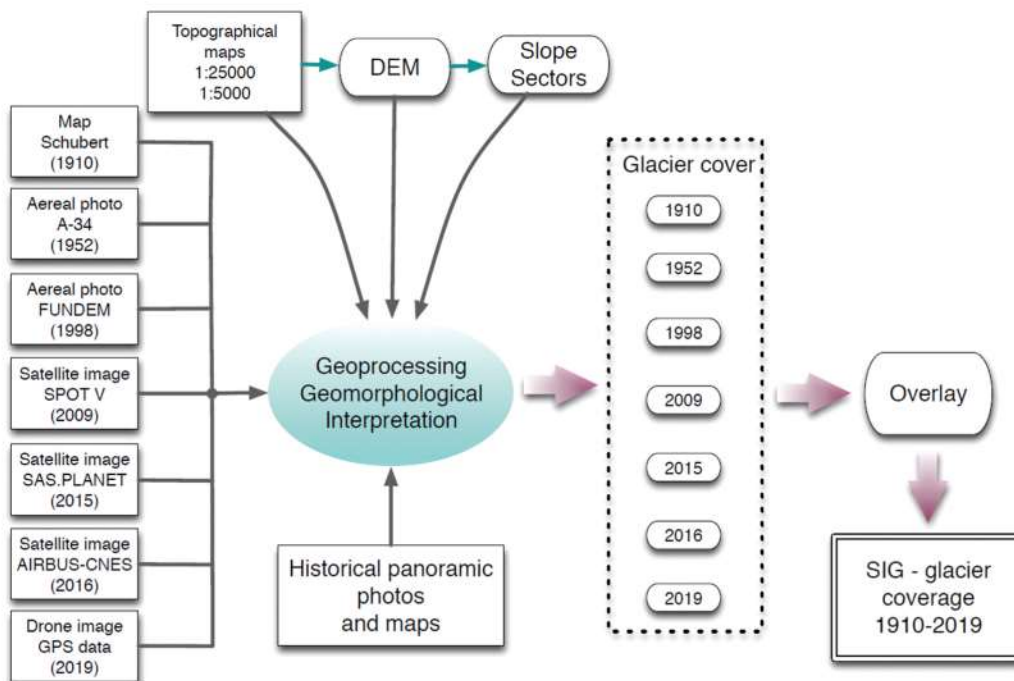 Topographical
maps
1:25000
1:5000
DEM
Slope
Sectors
Map
Schubert
(1910)
Aereal photo
A-34
(1952)
Aereal photo
FUNDEM
(1998)
Satellite image
SPOT V
(2009)
Satellite image
SAS.PLANET
(2015)
Satellite image
AIRBUS-CNES
(2016)
Drone image
GPS data
(2019)
Geoprocessing
Geomorphological
Interpretation
Historical panoramic
photos
and maps
Glacier cover
1910
1952
1998
2009
2015
2016
2019
Overlay
SIG - glacier
coverage
1910-2019